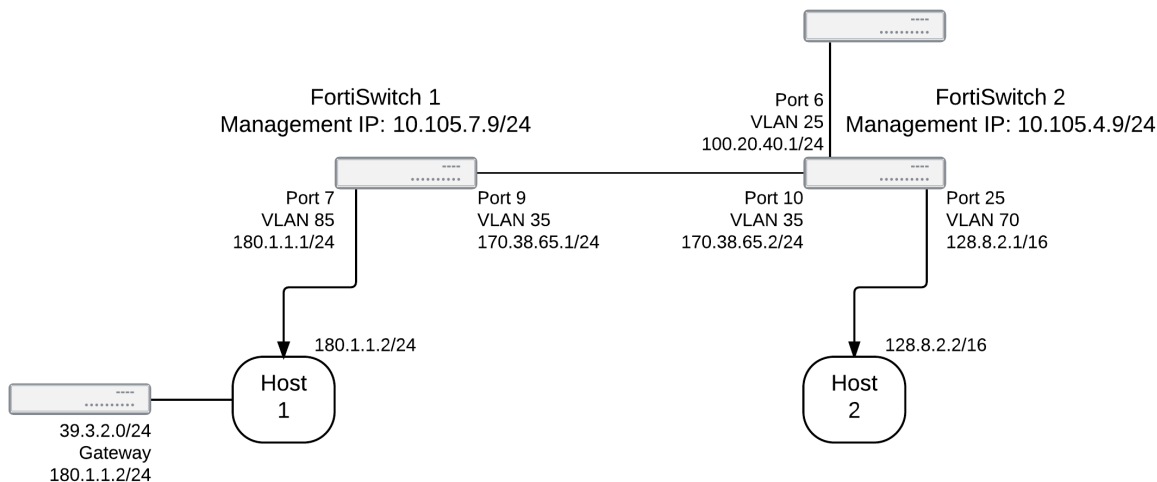 FortiSwitch 1
Management IP: 10.105.7.9/24
Port 6
VLAN 25
100.20.40.1/24
FortiSwitch 2
Management IP: 10.105.4.9/24
Port 7
VLAN 85
180.1.1.1/24
Port 9
VLAN 35
170.38.65.1/24
Port 10
VLAN 35
170.38.65.2/24
Port 25
VLAN 70
128.8.2.1/16
180.1.1.2/24
Host
1
128.8.2.2/16
Host
2
39.3.2.0/24
Gateway
180.1.1.2/24